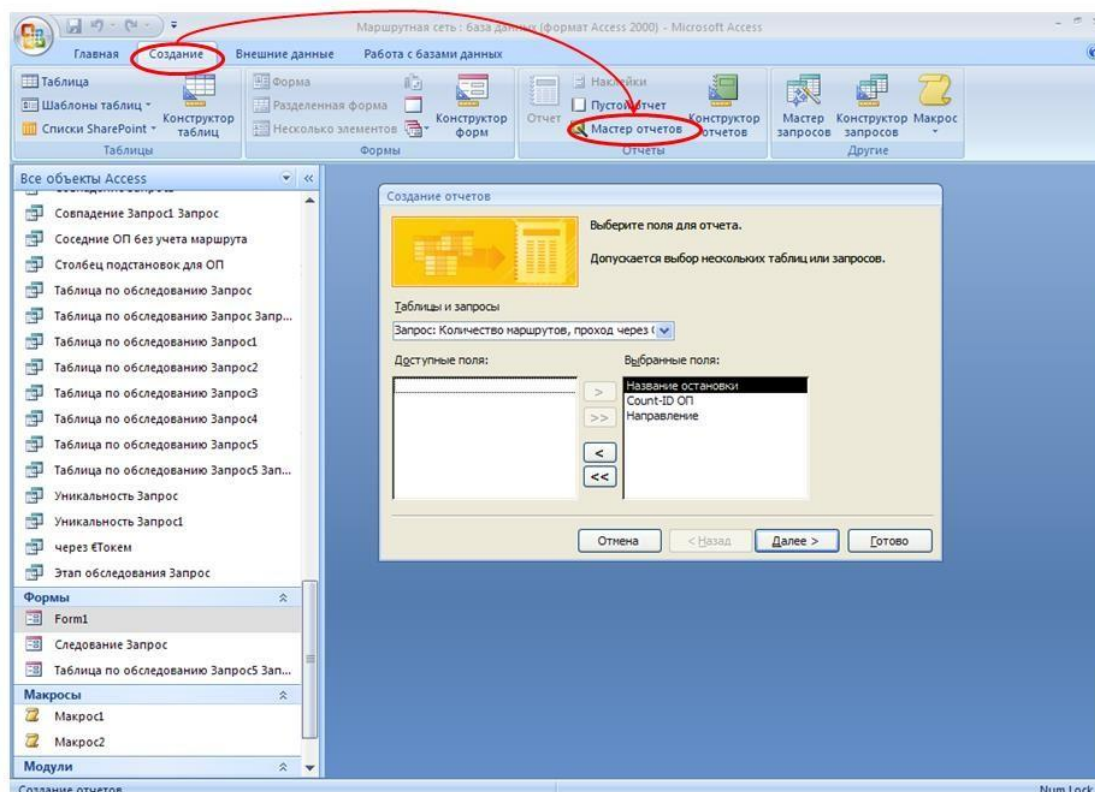 Маршрутная сеть : база данных (формат Access 2000) - Microsoft Access
Главная Создание Внешние данные Работа с базами данных
Таблица
Шаблоны таблиц
Списки SharePoint
Конструктор таблиц
Таблицы
Форма
Разделенная форма
Несколько элементов
Конструктор форм
Формы
Отчет
Наклейки
Пустой отчет
Мастер отчетов
Конструктор отчетов
Отчеты
Мастер запросов
Конструктор запросов
Макрос
Другие
Все объекты Access
Совпадение Запрос1 Запрос
Соседние ОП без учета маршрута
Столбец подстановок для ОП
Таблица по обследованию Запрос
Таблица по обследованию Запрос Запр...
Таблица по обследованию Запрос1
Таблица по обследованию Запрос2
Таблица по обследованию Запрос3
Таблица по обследованию Запрос4
Таблица по обследованию Запрос5
Таблица по обследованию Запрос5 Зап...
Уникальность Запрос
Уникальность Запрос1
через €Токем
Этап обследования Запрос
Формы
Form1
Следование Запрос
Таблица по обследованию Запрос5 Зап...
Макросы
Макрос1
Макрос2
Модули
Создание отчетов
Выберите поля для отчета.
Допускается выбор нескольких таблиц или запросов.
Таблицы и запросы
Запрос: Количество маршрутов, проход через (
Доступные поля:
Выбранные поля:
Название остановки
Count-ID ОП
Направление
>
>>
<
<<
Отмена < Назад Далее > Готово
Создание отчетов
Num Lock